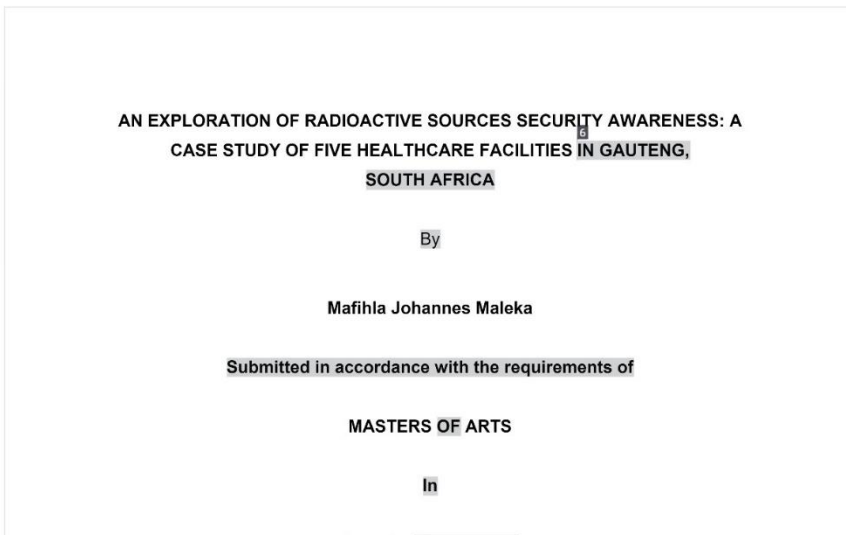 AN EXPLORATION OF RADIOACTIVE SOURCES SECURITY AWARENESS: A
6
CASE STUDY OF FIVE HEALTHCARE FACILITIES IN GAUTENG,
SOUTH AFRICA
By
Mafihla Johannes Maleka
Submitted in accordance with the requirements of
MASTERS OF ARTS
In